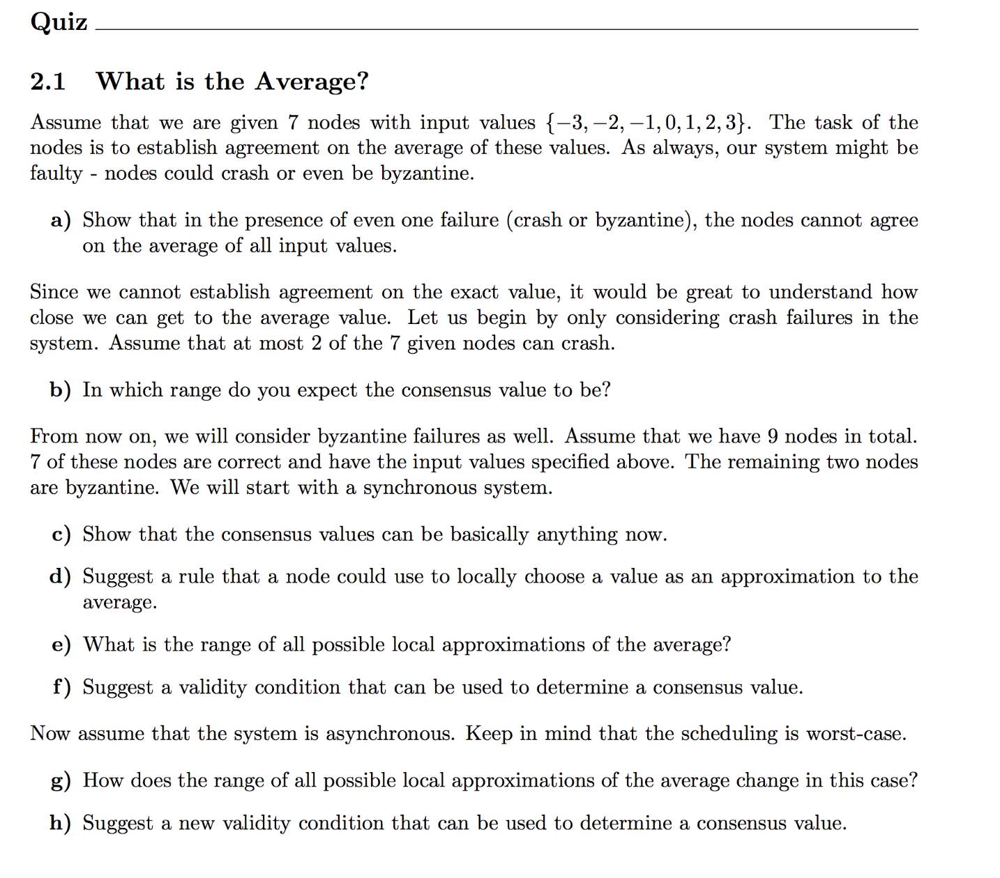 Quiz
2.1 What is the Average?
Assume that we are given 7 nodes with input values {−3, −2, −1, 0, 1, 2, 3}. The task of the
nodes is to establish agreement on the average of these values. As always, our system might be
faulty - nodes could crash or even be byzantine.
a) Show that in the presence of even one failure (crash or byzantine), the nodes cannot agree
on the average of all input values.
Since we cannot establish agreement on the exact value, it would be great to understand how
close we can get to the average value. Let us begin by only considering crash failures in the
system. Assume that at most 2 of the 7 given nodes can crash.
b) In which range do you expect the consensus value to be?
From now on, we will consider byzantine failures as well. Assume that we have 9 nodes in total.
7 of these nodes are correct and have the input values specified above. The remaining two nodes
are byzantine. We will start with a synchronous system.
c) Show that the consensus values can be basically anything now.
d) Suggest a rule that a node could use to locally choose a value as an approximation to the
average.
e) What is the range of all possible local approximations of the average?
f) Suggest a validity condition that can be used to determine a consensus value.
Now assume that the system is asynchronous. Keep in mind that the scheduling is worst-case.
g) How does the range of all possible local approximations of the average change in this case?
h) Suggest a new validity condition that can be used to determine a consensus value.